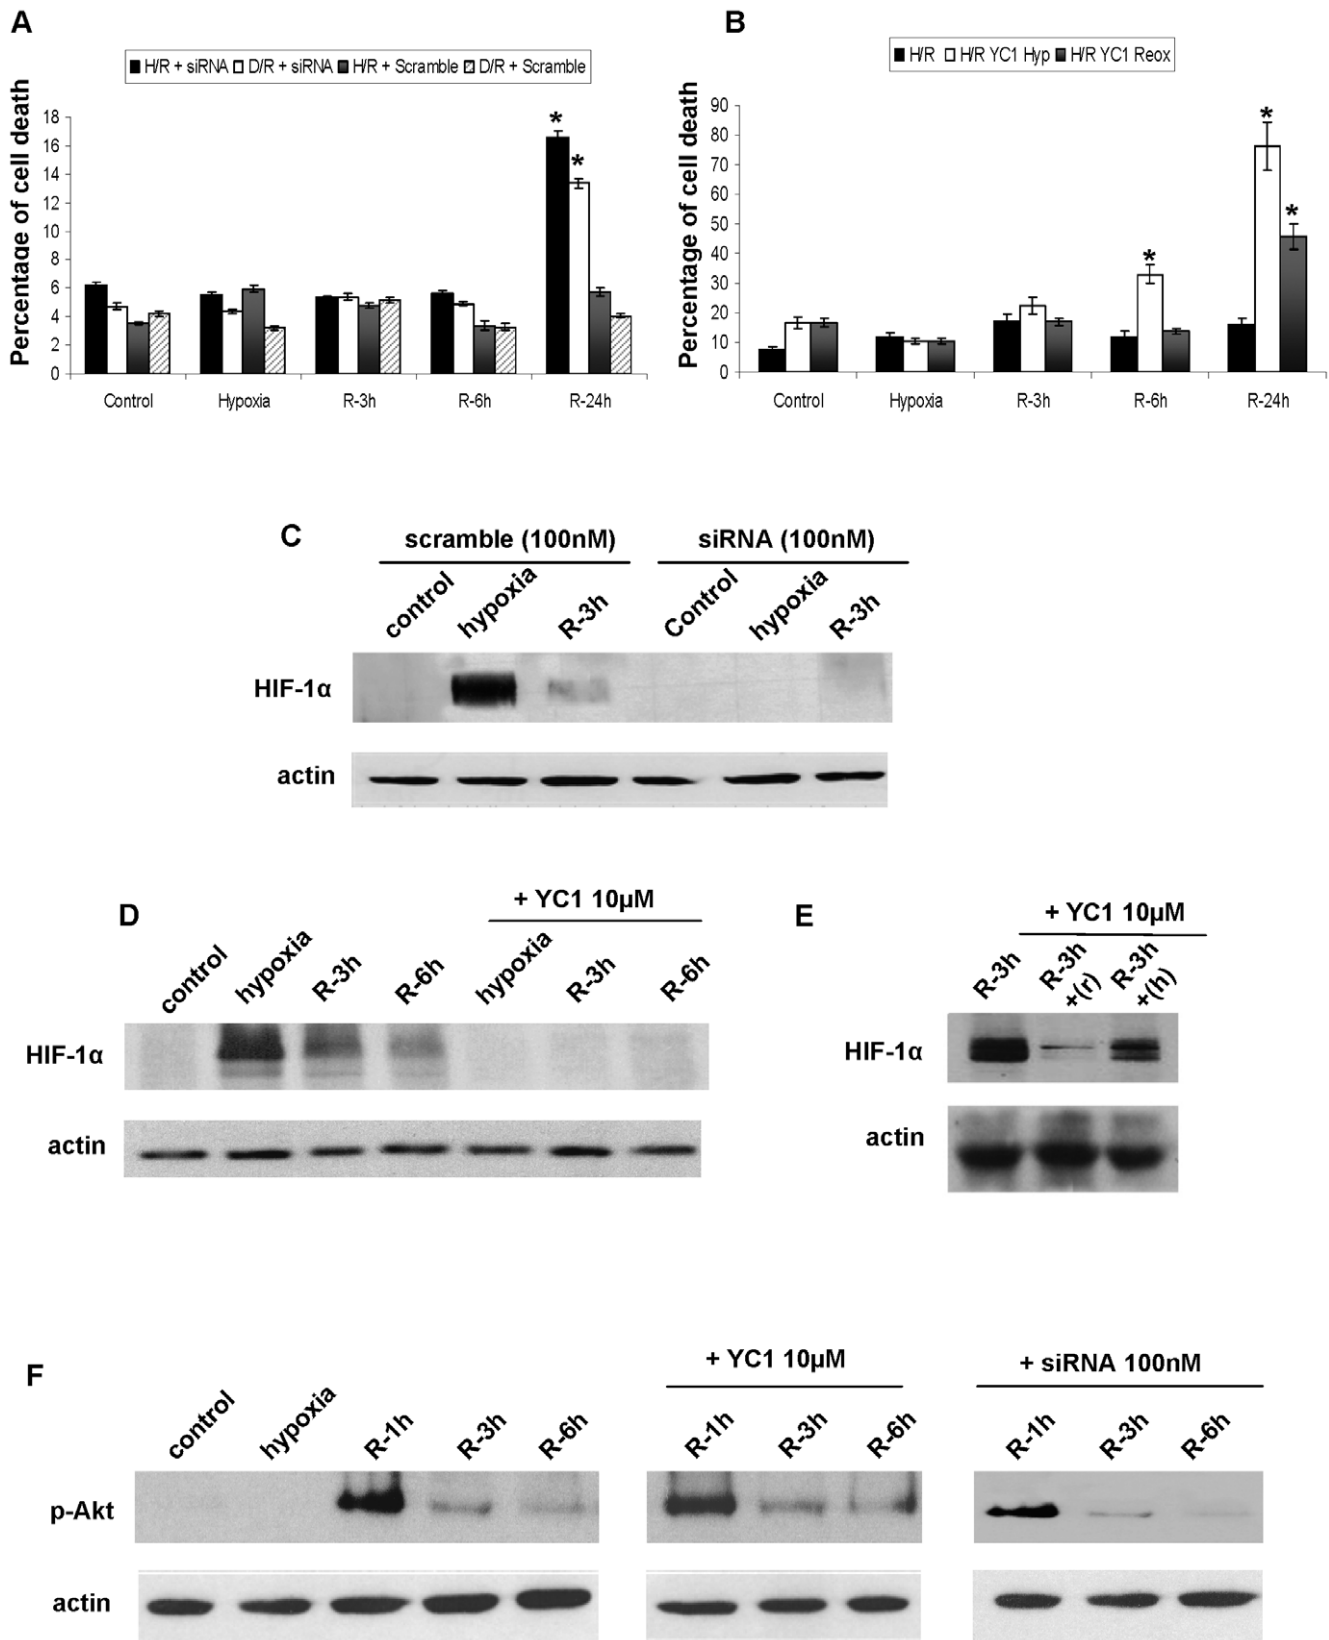 A
H/R + siRNA D/R + siRNA H/R + Scramble D/R + Scramble
Percentage of cell death
18
16
14
12
10
8
6
4
2
0
* *
Control Hypoxia R-3h R-6h R-24h
B
H/R H/R YC1 Hyp H/R YC1 Reox
Percentage of cell death
90
80
70
60
50
40
30
20
10
0
* * *
Control Hypoxia R-3h R-6h R-24h
C
scramble (100nM) siRNA (100nM)
control hypoxia R-3h Control hypoxia R-3h
HIF-1α
actin
D
+ YC1 10µM
control hypoxia R-3h R-6h hypoxia R-3h R-6h
HIF-1α
actin
E
+ YC1 10µM
R-3h R-3h +(r) R-3h +(h)
HIF-1α
actin
F
+ YC1 10µM + siRNA 100nM
control hypoxia R-1h R-3h R-6h R-1h R-3h R-6h R-1h R-3h R-6h
p-Akt
actin